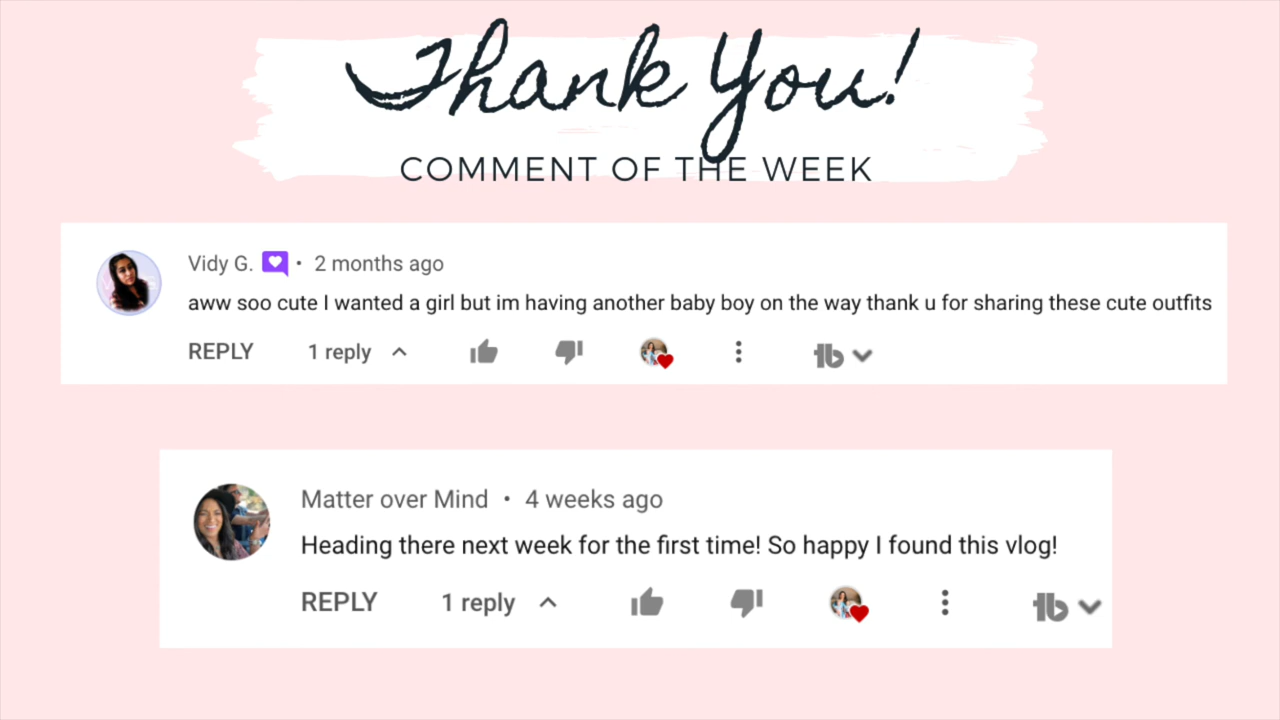 Thank You!
COMMENT OF THE WEEK
Vidy G. • 2 months ago
aww soo cute I wanted a girl but im having another baby boy on the way thank u for sharing these cute outfits
REPLY 1 reply
tb
Matter over Mind • 4 weeks ago
Heading there next week for the first time! So happy I found this vlog!
REPLY 1 reply
tb